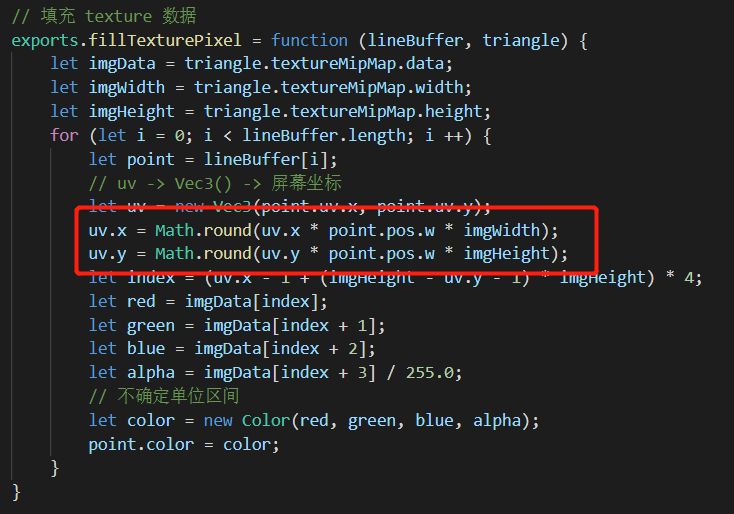 // 填充 texture 数据
exports.fillTexturePixel = function (lineBuffer, triangle) {
let imgData = triangle.textureMipMap.data;
let imgWidth = triangle.textureMipMap.width;
let imgHeight = triangle.textureMipMap.height;
for (let i = 0; i < lineBuffer.length; i ++) {
let point = lineBuffer[i];
// uv -> Vec3() -> 屏幕坐标
let uv = new Vec3(point.uv.x, point.uv.y);
uv.x = Math.round(uv.x * point.pos.w * imgWidth);
uv.y = Math.round(uv.y * point.pos.w * imgHeight);
let index = (uv.x - 1 + (imgHeight - uv.y - 1) * imgHeight) * 4;
let red = imgData[index];
let green = imgData[index + 1];
let blue = imgData[index + 2];
let alpha = imgData[index + 3] / 255.0;
// 不确定单位区间
let color = new Color(red, green, blue, alpha);
point.color = color;
}
}